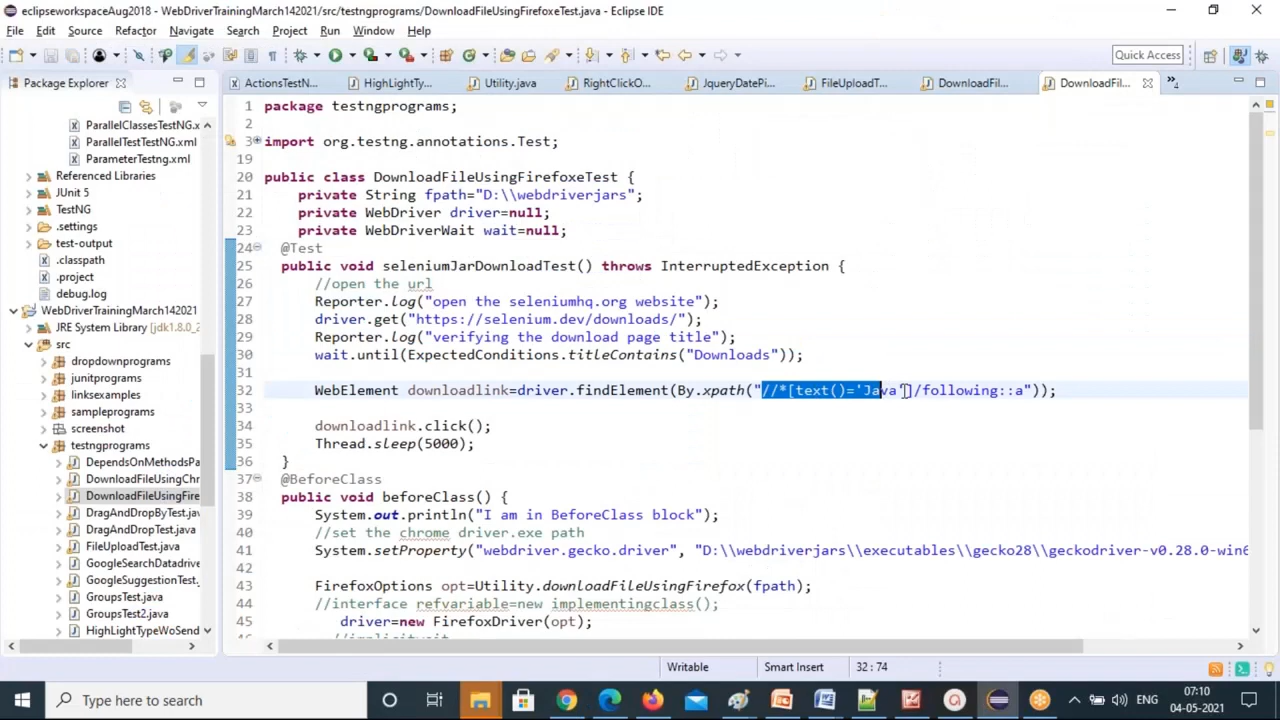 eclipseworkspaceAug2018 - WebDriverTrainingMarch142021/src/testngprograms/DownloadFileUsingFirefoxeTest.java - Eclipse IDE
File Edit Source Refactor Navigate Search Project Run Window Help
Quick Access
Package Explorer
ActionsTestN... HighLightTy... Utility.java RightClickO... JqueryDatePi... FileUploadT... DownloadFil... DownloadFil...
ParallelClassesTestNG.x
ParallelTestTestNG.xml
ParameterTestng.xml
Referenced Libraries
JUnit 5
TestNG
.settings
test-output
.classpath
.project
debug.log
WebDriverTrainingMarch142021
JRE System Library [jdk1.8.0_2
src
dropdownprograms
junitprograms
linksexamples
sampleprograms
screenshot
testngprograms
DependsOnMethodsPa
DownloadFileUsingChr
DownloadFileUsingFire
DragAndDropByTest.jav
DragAndDropTest.java
FileUploadTest.java
GoogleSearchDatadrive
GoogleSuggestionTest.
GroupsTest.java
GroupsTest2.java
HighLightTypeWoSend
1 package testngprograms;
2
3 import org.testng.annotations.Test;
19
20 public class DownloadFileUsingFirefoxeTest {
21 private String fpath="D:\\webdriverjars";
22 private WebDriver driver=null;
23 private WebDriverWait wait=null;
24 @Test
25 public void seleniumJarDownloadTest() throws InterruptedException {
26 //open the url
27 Reporter.log("open the seleniumhq.org website");
28 driver.get("https://selenium.dev/downloads/");
29 Reporter.log("verifying the download page title");
30 wait.until(ExpectedConditions.titleContains("Downloads"));
31
32 WebElement downloadlink=driver.findElement(By.xpath("//*[text()='Java']/following::a"));
33
34 downloadlink.click();
35 Thread.sleep(5000);
36 }
37 @BeforeClass
38 public void beforeClass() {
39 System.out.println("I am in BeforeClass block");
40 //set the chrome driver.exe path
41 System.setProperty("webdriver.gecko.driver", "D:\\webdriverjars\\executables\\gecko28\\geckodriver-v0.28.0-win6
42
43 FirefoxOptions opt=Utility.downloadFileUsingFirefox(fpath);
44 //interface refvariable=new implementingclass();
45 driver=new FirefoxDriver(opt);
Writable Smart Insert 32 : 74
Type here to search
ENG
07:10
04-05-2021